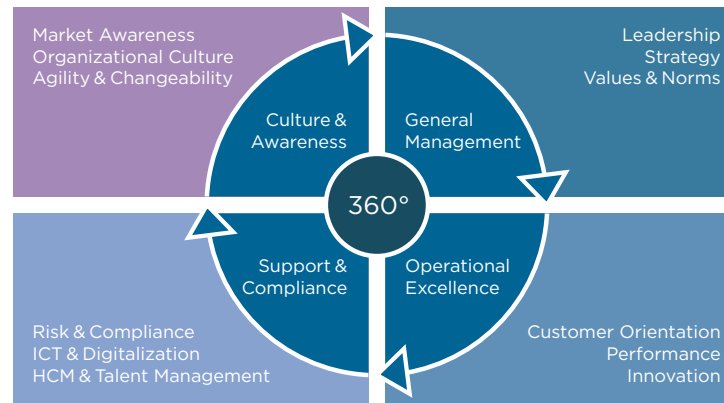 Market Awareness
Organizational Culture
Agility & Changeability
Leadership
Strategy
Values & Norms
Culture &
Awareness
General
Management
360°
Support &
Compliance
Operational
Excellence
Risk & Compliance
ICT & Digitalization
HCM & Talent Management
Customer Orientation
Performance
Innovation